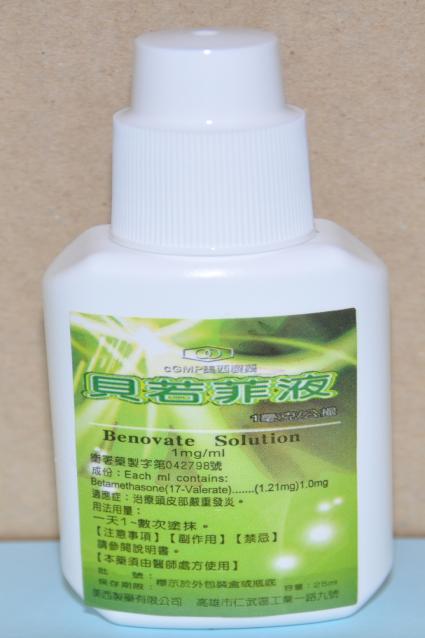 CGMP美西製藥
貝若菲液
1毫克/公撮
Benovate Solution
1mg/ml
衛署藥製字第042798號
成份：Each ml contains:
Betamethasone(17-Valerate).......(1.21mg)1.0mg
適應症：治療頭皮部嚴重發炎。
用法用量：
一天1~數次塗抹。
【注意事項】【副作用】【禁忌】
請參閱說明書。
【本藥須由醫師處方使用】
批 號：
保存期限：標示於外包裝盒或瓶底 容量：25ml
美西製藥有限公司 高雄市仁武區工業一路九號